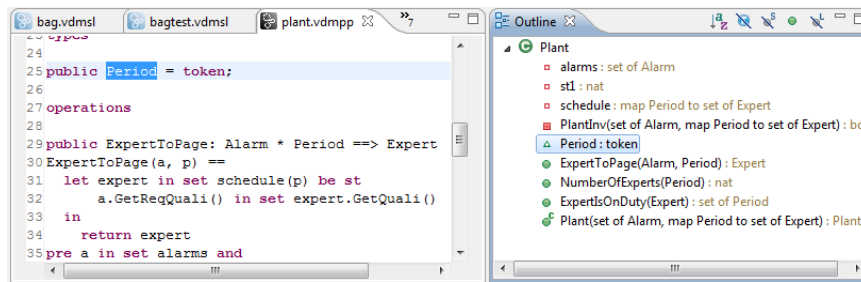 bag.vdmsl bagtest.vdmsl plant.vdmpp »7
23 types
24
25 public Period = token;
26
27 operations
28
29 public ExpertToPage: Alarm * Period ==> Expert
30 ExpertToPage(a, p) ==
31 let expert in set schedule(p) be st
32 a.GetReqQuali() in set expert.GetQuali()
33 in
34 return expert
35 pre a in set alarms and
Outline
Plant
alarms : set of Alarm
st1 : nat
schedule : map Period to set of Expert
PlantInv(set of Alarm, map Period to set of Expert) : bo
Period : token
ExpertToPage(Alarm, Period) : Expert
NumberOfExperts(Period) : nat
ExpertIsOnDuty(Expert) : set of Period
Plant(set of Alarm, map Period to set of Expert) : Plant